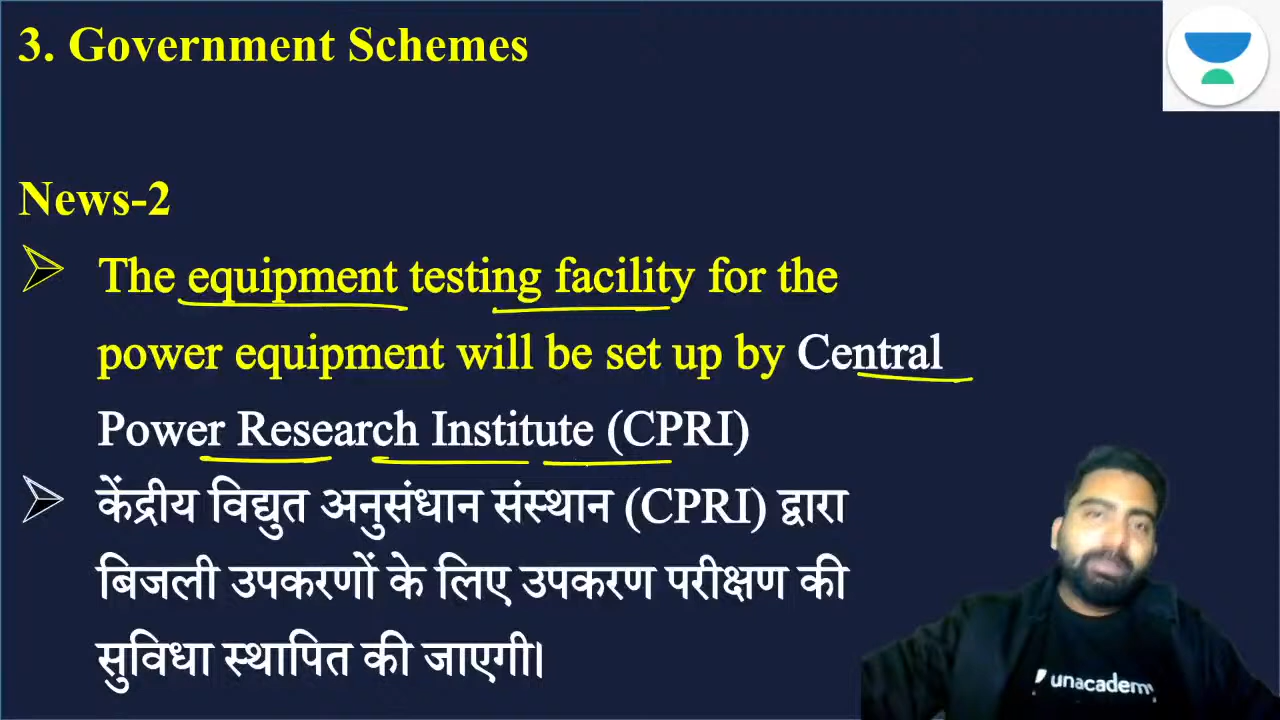 3. Government Schemes
News-2
The equipment testing facility for the
power equipment will be set up by Central
Power Research Institute (CPRI)
केंद्रीय विद्युत अनुसंधान संस्थान (CPRI) द्वारा
बिजली उपकरणों के लिए उपकरण परीक्षण की
सुविधा स्थापित की जाएगी।
unacademy